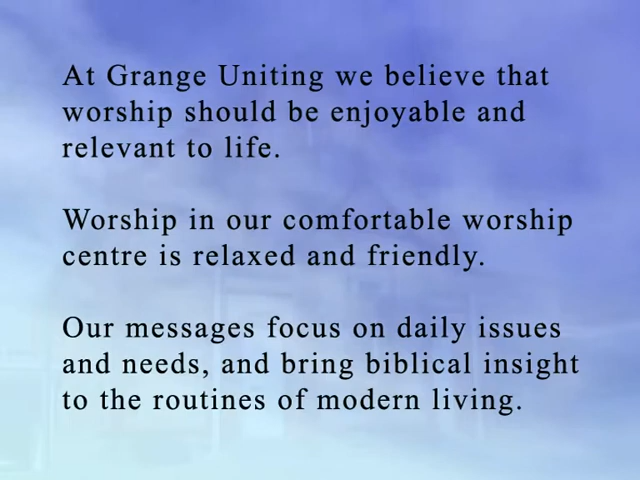 At Grange Uniting we believe that
worship should be enjoyable and
relevant to life.
Worship in our comfortable worship
centre is relaxed and friendly.
Our messages focus on daily issues
and needs, and bring biblical insight
to the routines of modern living.